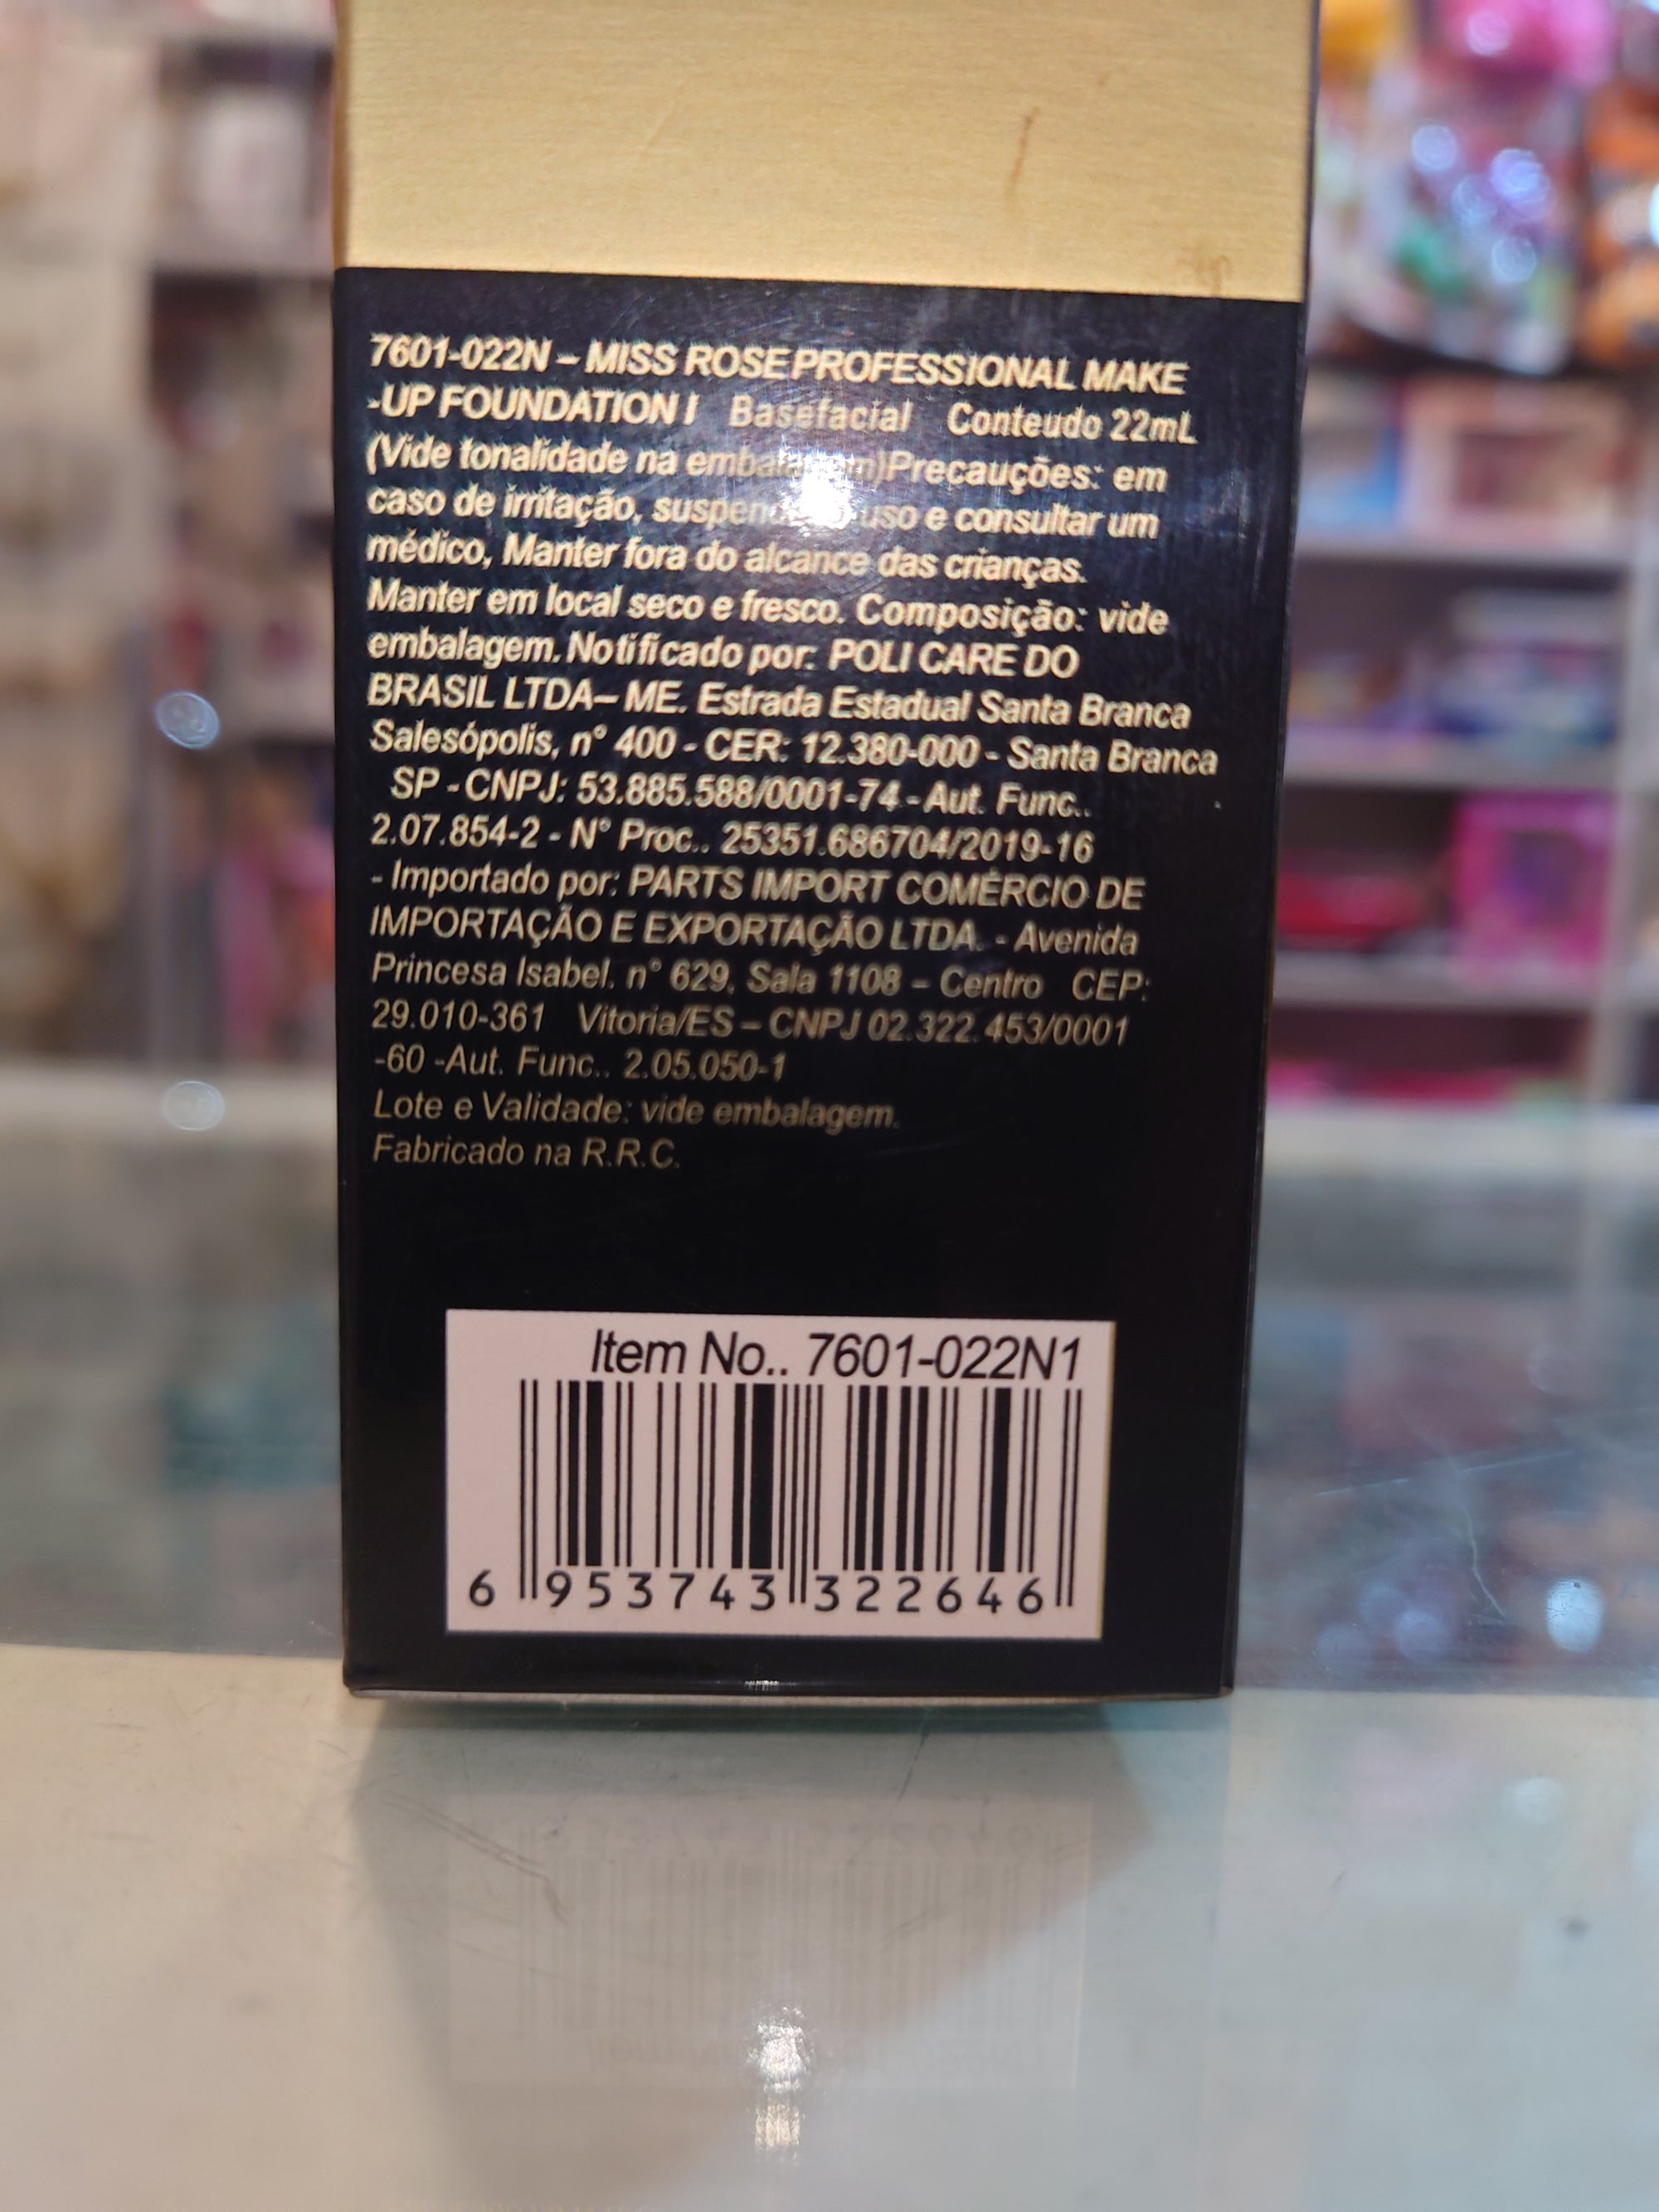 7601-022N – MISS ROSE PROFESSIONAL MAKE
-UP FOUNDATION I Basefacial Conteudo 22mL
(Vide tonalidade na Precauções: em
caso de irritação, uso e consultar um
médico, Manter fora do alcance das crianças.
Manter em local seco e fresco. Composição: vide
embalagem. Notificado por: POLI CARE DO
BRASIL LTDA– ME. Estrada Estadual Santa Branca
Salesópolis, n° 400 - CER: 12.380-000 - Santa Branca
SP - CNPJ: 53.885.588/0001-74 - Aut. Func..
2.07.854-2 - N° Proc.. 25351.686704/2019-16
- Importado por: PARTS IMPORT COMÉRCIO DE
IMPORTAÇÃO E EXPORTAÇÃO LTDA. - Avenida
Princesa Isabel. n° 629, Sala 1108 – Centro CEP:
29.010-361 Vitoria/ES – CNPJ 02.322.453/0001
-60 -Aut. Func.. 2.05.050-1
Lote e Validade: vide embalagem.
Fabricado na R.R.C.
Item No.. 7601-022N1
6 953743 322646